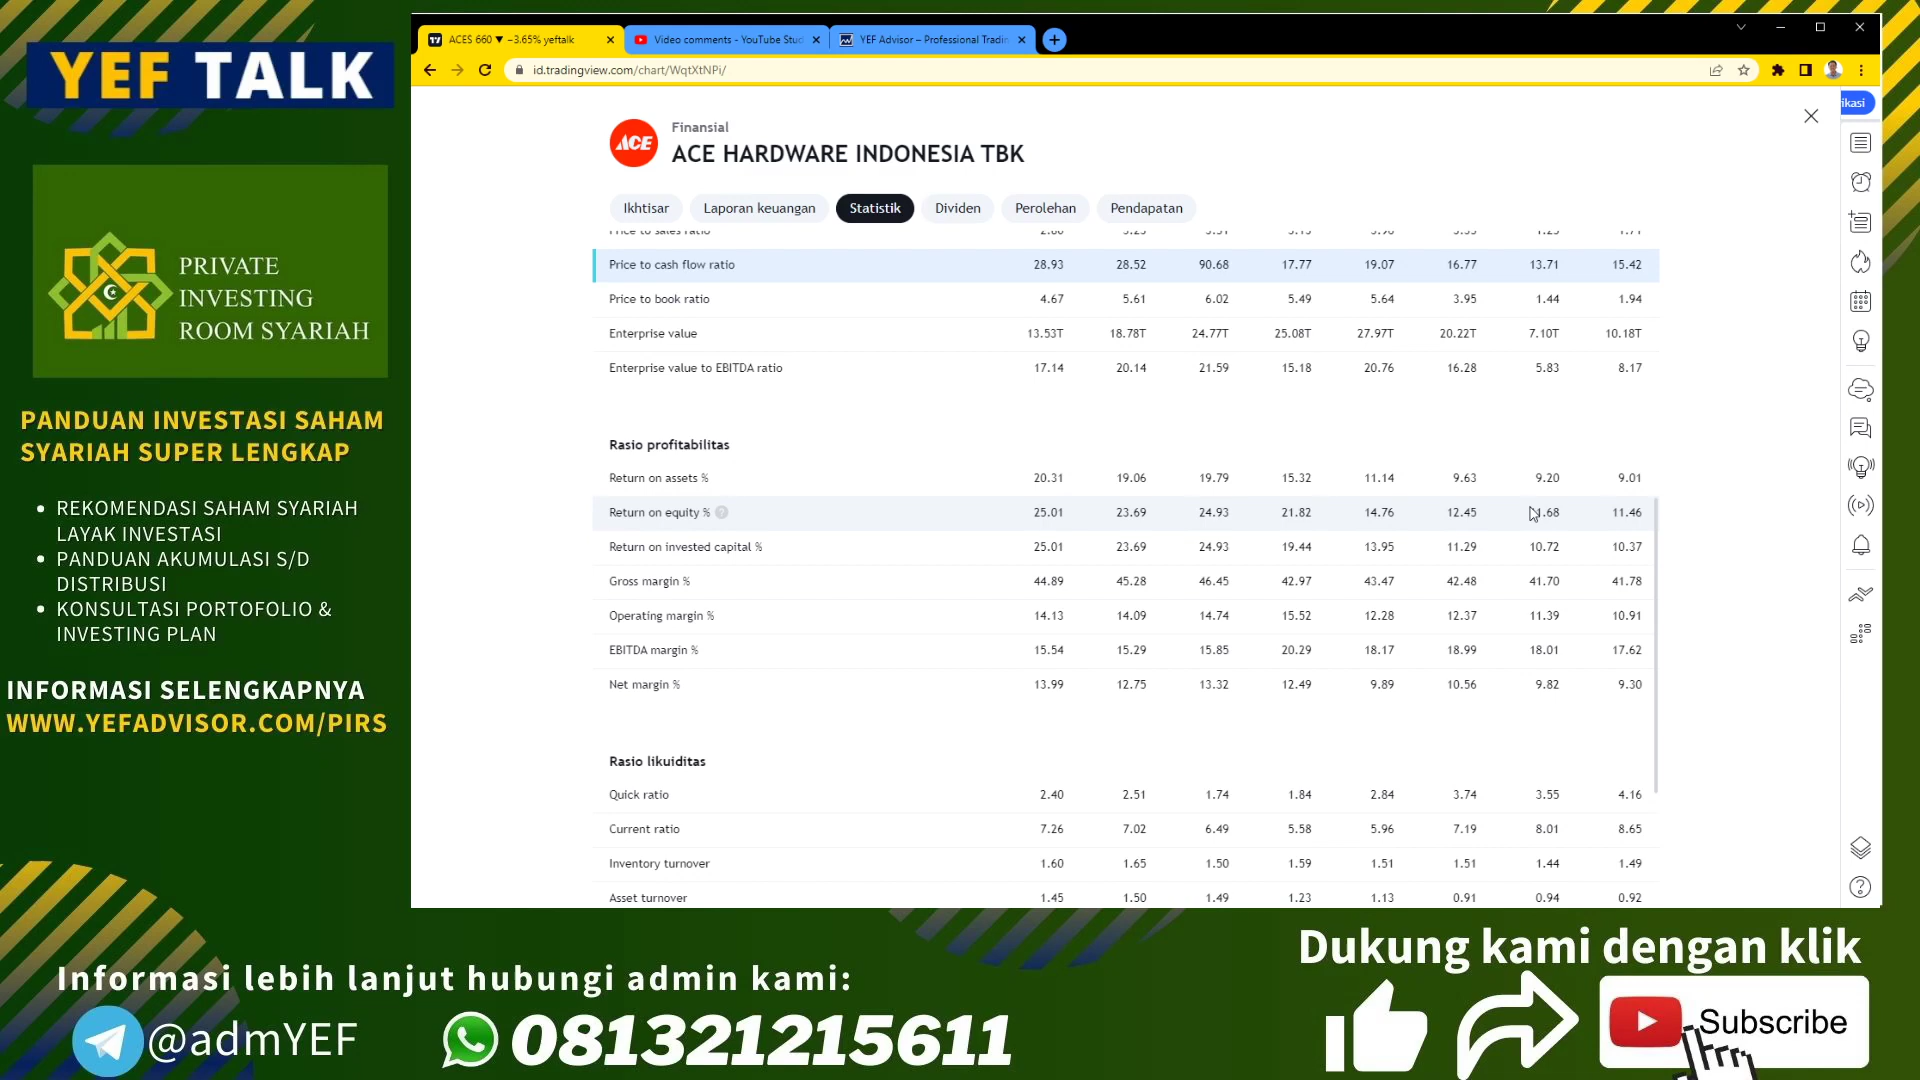 YEF TALK
PRIVATE
INVESTING
ROOM SYARIAH
PANDUAN INVESTASI SAHAM
SYARIAH SUPER LENGKAP
• REKOMENDASI SAHAM SYARIAH
LAYAK INVESTASI
• PANDUAN AKUMULASI S/D
DISTRIBUSI
• KONSULTASI PORTOFOLIO &
INVESTING PLAN
INFORMASI SELENGKAPNYA
WWW.YEFADVISOR.COM/PIRS
ACES 660 ▼ −3.65% yeftalk
Video comments - YouTube Stud
YEF Advisor – Professional Tradin
id.tradingview.com/chart/WqtXtNPi/
ikasi
ACE
Finansial
ACE HARDWARE INDONESIA TBK
Ikhtisar Laporan keuangan Statistik Dividen Perolehan Pendapatan
Price to sales ratio
Price to cash flow ratio 28.93 28.52 90.68 17.77 19.07 16.77 13.71 15.42
Price to book ratio 4.67 5.61 6.02 5.49 5.64 3.95 1.44 1.94
Enterprise value 13.53T 18.78T 24.77T 25.08T 27.97T 20.22T 7.10T 10.18T
Enterprise value to EBITDA ratio 17.14 20.14 21.59 15.18 20.76 16.28 5.83 8.17
Rasio profitabilitas
Return on assets % 20.31 19.06 19.79 15.32 11.14 9.63 9.20 9.01
Return on equity % 25.01 23.69 24.93 21.82 14.76 12.45 .68 11.46
Return on invested capital % 25.01 23.69 24.93 19.44 13.95 11.29 10.72 10.37
Gross margin % 44.89 45.28 46.45 42.97 43.47 42.48 41.70 41.78
Operating margin % 14.13 14.09 14.74 15.52 12.28 12.37 11.39 10.91
EBITDA margin % 15.54 15.29 15.85 20.29 18.17 18.99 18.01 17.62
Net margin % 13.99 12.75 13.32 12.49 9.89 10.56 9.82 9.30
Rasio likuiditas
Quick ratio 2.40 2.51 1.74 1.84 2.84 3.74 3.55 4.16
Current ratio 7.26 7.02 6.49 5.58 5.96 7.19 8.01 8.65
Inventory turnover 1.60 1.65 1.50 1.59 1.51 1.51 1.44 1.49
Asset turnover 1.45 1.50 1.49 1.23 1.13 0.91 0.94 0.92
Informasi lebih lanjut hubungi admin kami:
@admYEF
081321215611
Dukung kami dengan klik
Subscribe